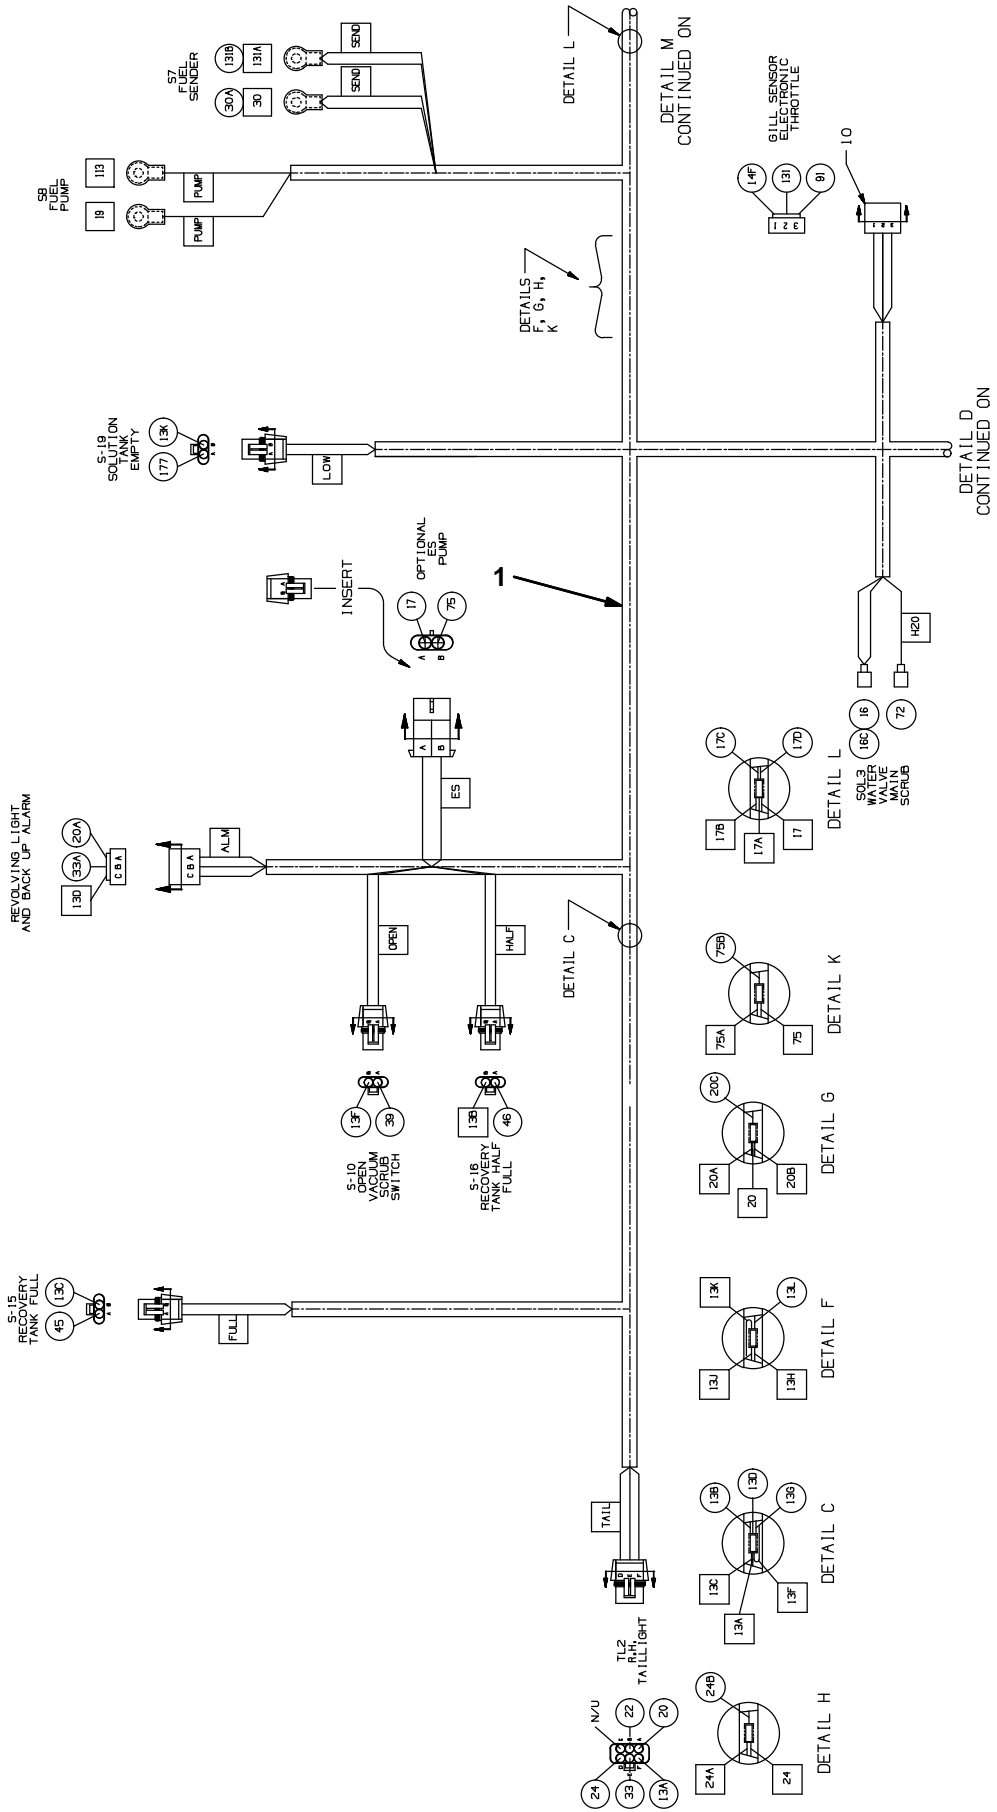 S7
FUEL
SENDER
131B
131A
30A
30
SEND
SEND
S8
FUEL
PUMP
113
19
PUMP
PUMP
DETAIL L
DETAIL M
CONTINUED ON
GILL SENSOR
ELECTRONIC
THROTTLE
14F
131
91
3 2 1
10
1 2 3
DETAILS
F, G, H,
K
S-19
SOLUTION
TANK
EMPTY
13K
177
A B
A B
LOW
DETAIL D
CONTINUED ON
INSERT
OPTIONAL
ES
PUMP
17
75
A
B
A
B
ES
1
H20
16
16C
72
SOL3
WATER
VALVE
MAIN
SCRUB
REVOLVING LIGHT
AND BACK UP ALARM
20A
33A
13D
C B A
C B A
ALM
OPEN
HALF
B A
B A
13F
39
S-10
OPEN
VACUUM
SCRUB
SWITCH
B A
B A
13B
46
S-16
RECOVERY
TANK HALF
FULL
DETAIL C
S-15
RECOVERY
TANK FULL
13C
45
A B
A B
FULL
TAIL
D E F
TL2
R.H.
TAILLIGHT
N/U
22
20
24
33
13A
C B A
D E F
17C
17D
17B
17A
17
DETAIL L
75B
75A
75
DETAIL K
20C
20A
20
20B
DETAIL G
13K
13L
13J
13H
DETAIL F
13B
13D
13G
13C
13A
13F
DETAIL C
24B
24A
24
DETAIL H